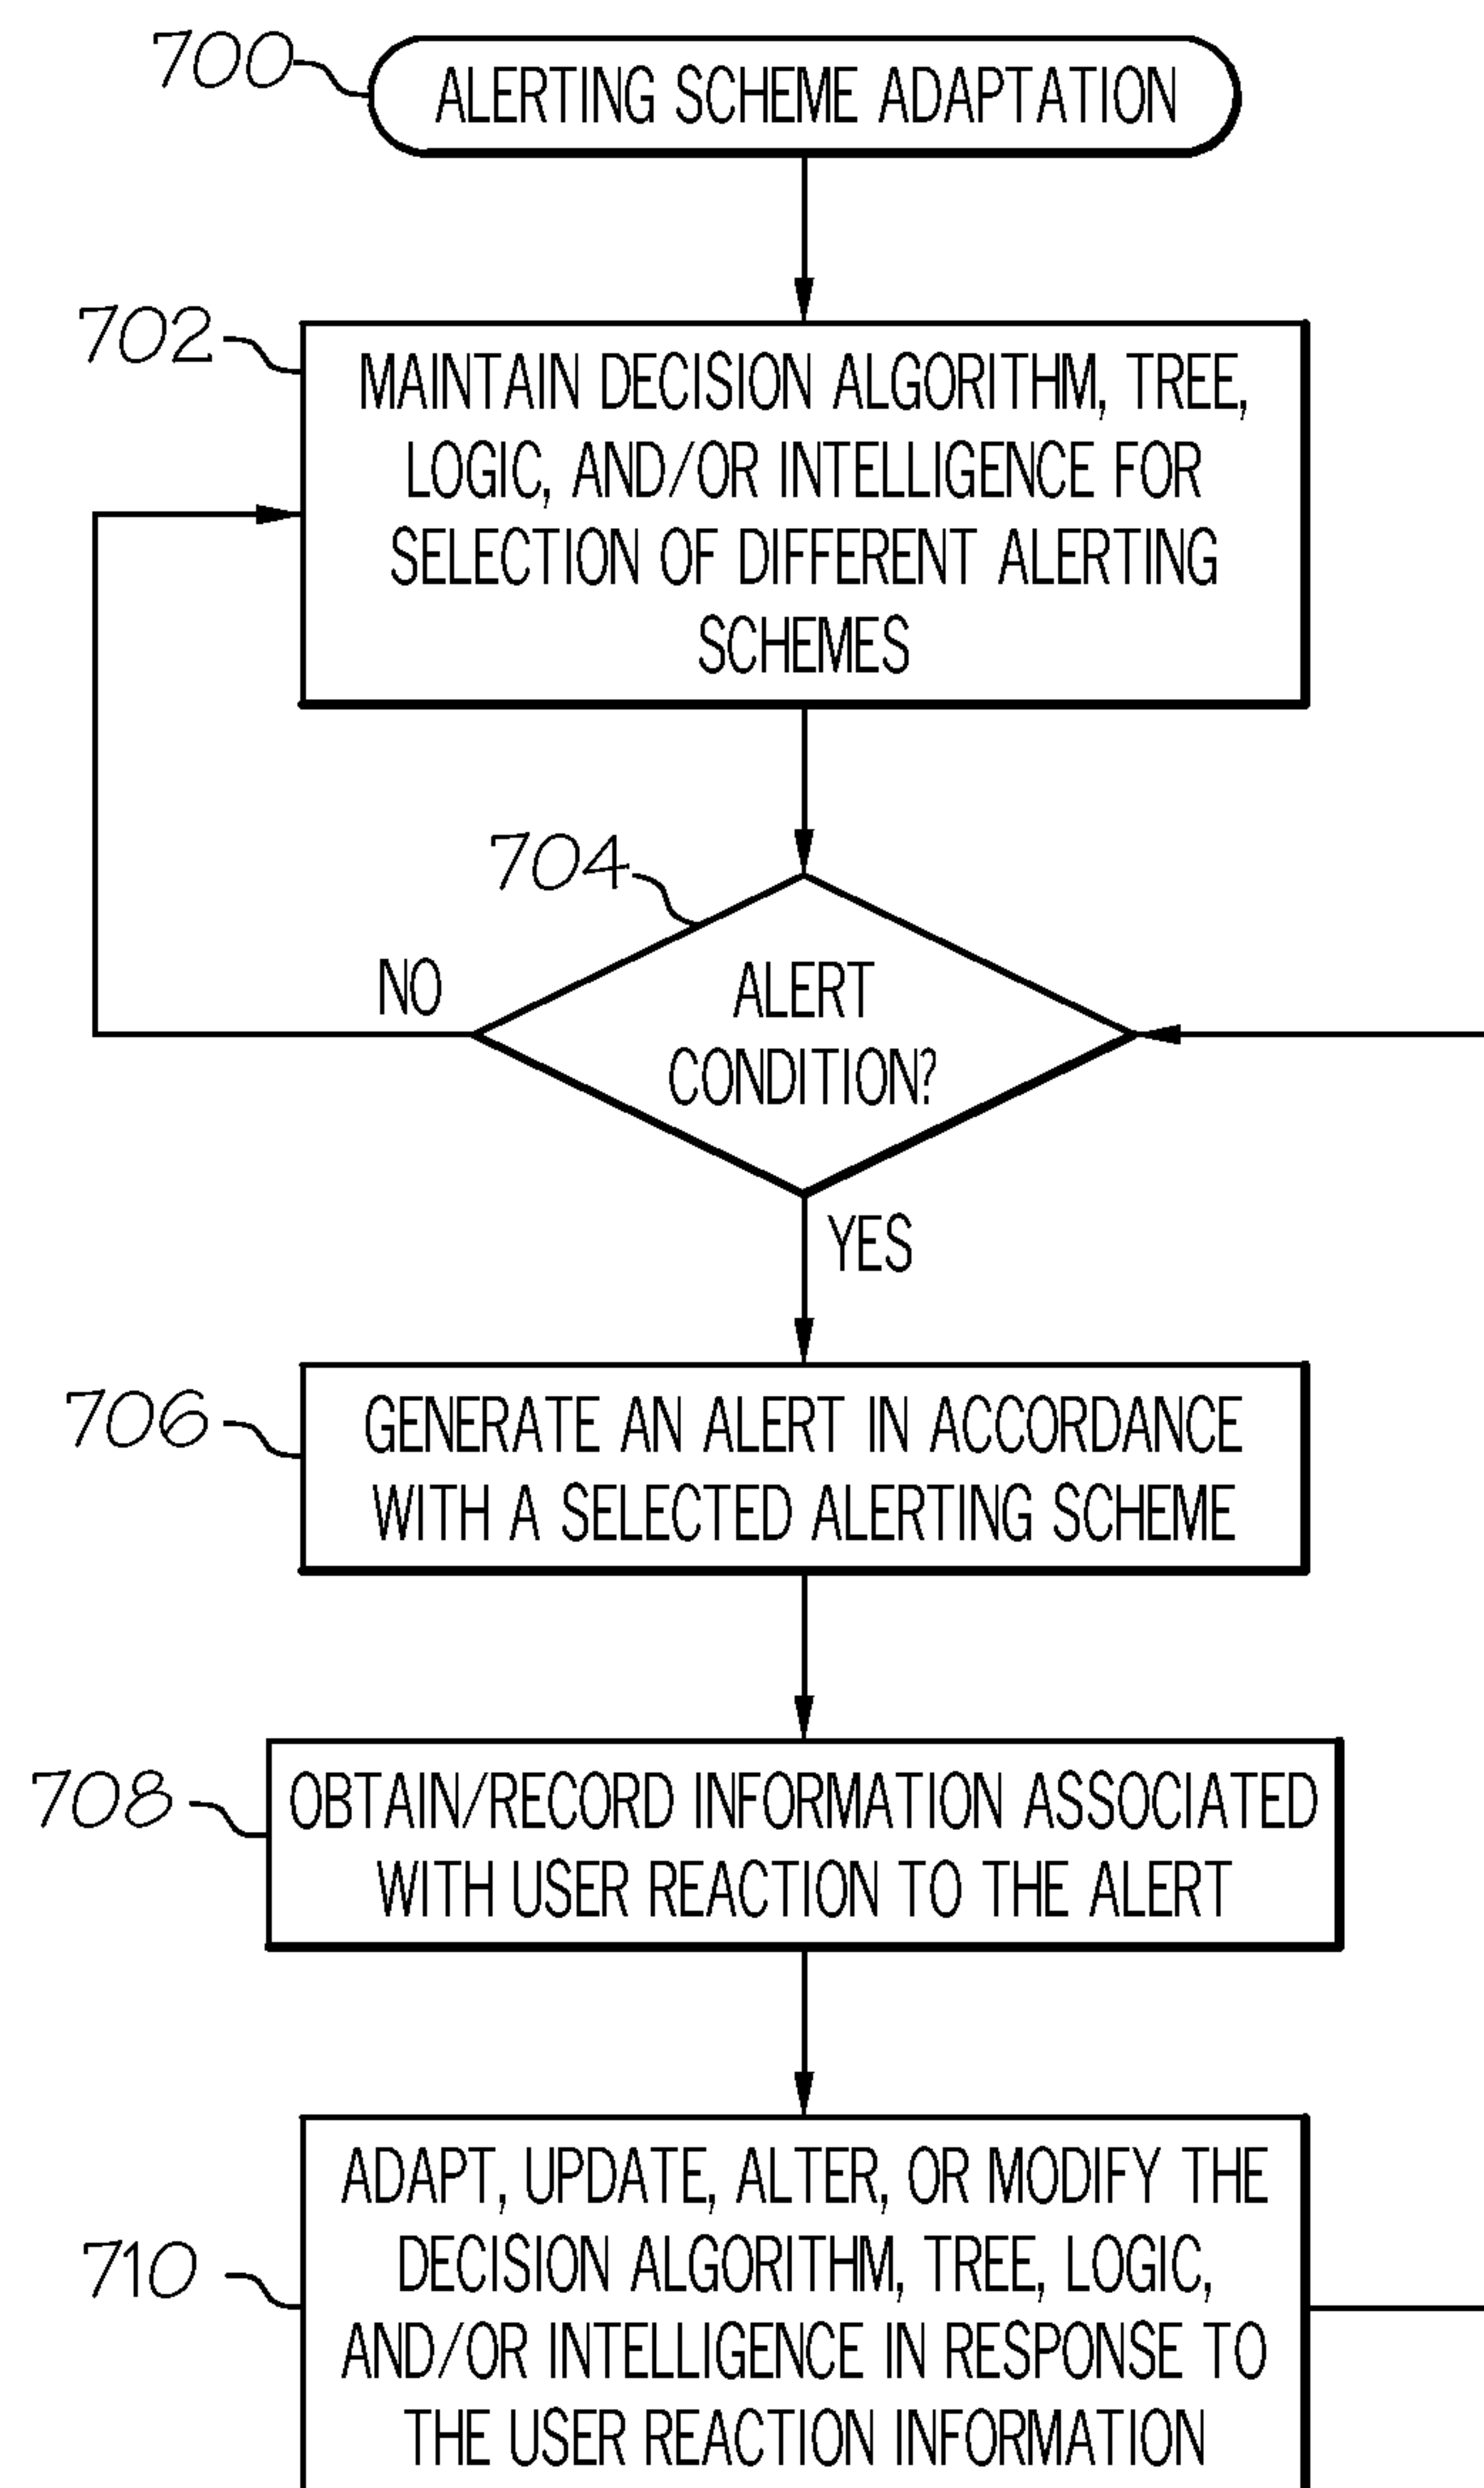 700
ALERTING SCHEME ADAPTATION
702
MAINTAIN DECISION ALGORITHM, TREE,
LOGIC, AND/OR INTELLIGENCE FOR
SELECTION OF DIFFERENT ALERTING
SCHEMES
704
NO
ALERT
CONDITION?
YES
706
GENERATE AN ALERT IN ACCORDANCE
WITH A SELECTED ALERTING SCHEME
708
OBTAIN/RECORD INFORMATION ASSOCIATED
WITH USER REACTION TO THE ALERT
710
ADAPT, UPDATE, ALTER, OR MODIFY THE
DECISION ALGORITHM, TREE, LOGIC,
AND/OR INTELLIGENCE IN RESPONSE TO
THE USER REACTION INFORMATION